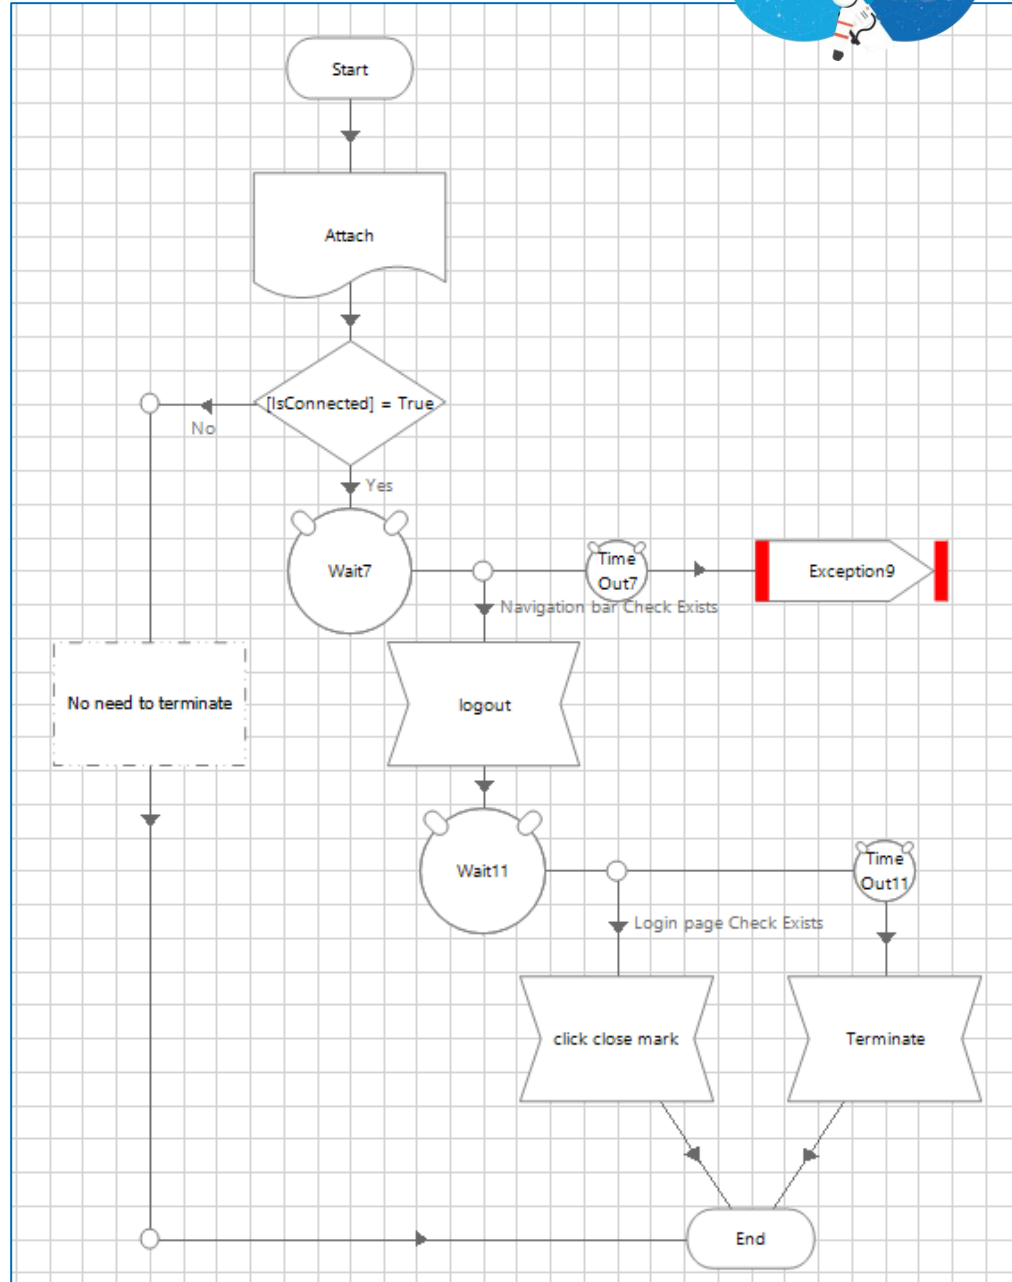 Start
Attach
[IsConnected] = True
No
Yes
Wait7
Time
Out7
Exception9
Navigation bar Check Exists
No need to terminate
logout
Wait11
Time
Out11
Login page Check Exists
click close mark
Terminate
End